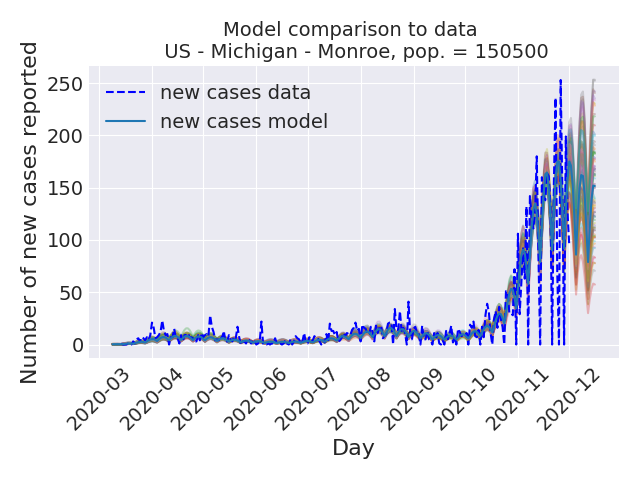 Model comparison to data
US - Michigan - Monroe, pop. = 150500
Number of new cases reported
250
200
150
100
50
0
new cases data
new cases model
2020-03
2020-04
2020-05
2020-06
2020-07
2020-08
2020-09
2020-10
2020-11
2020-12
Day